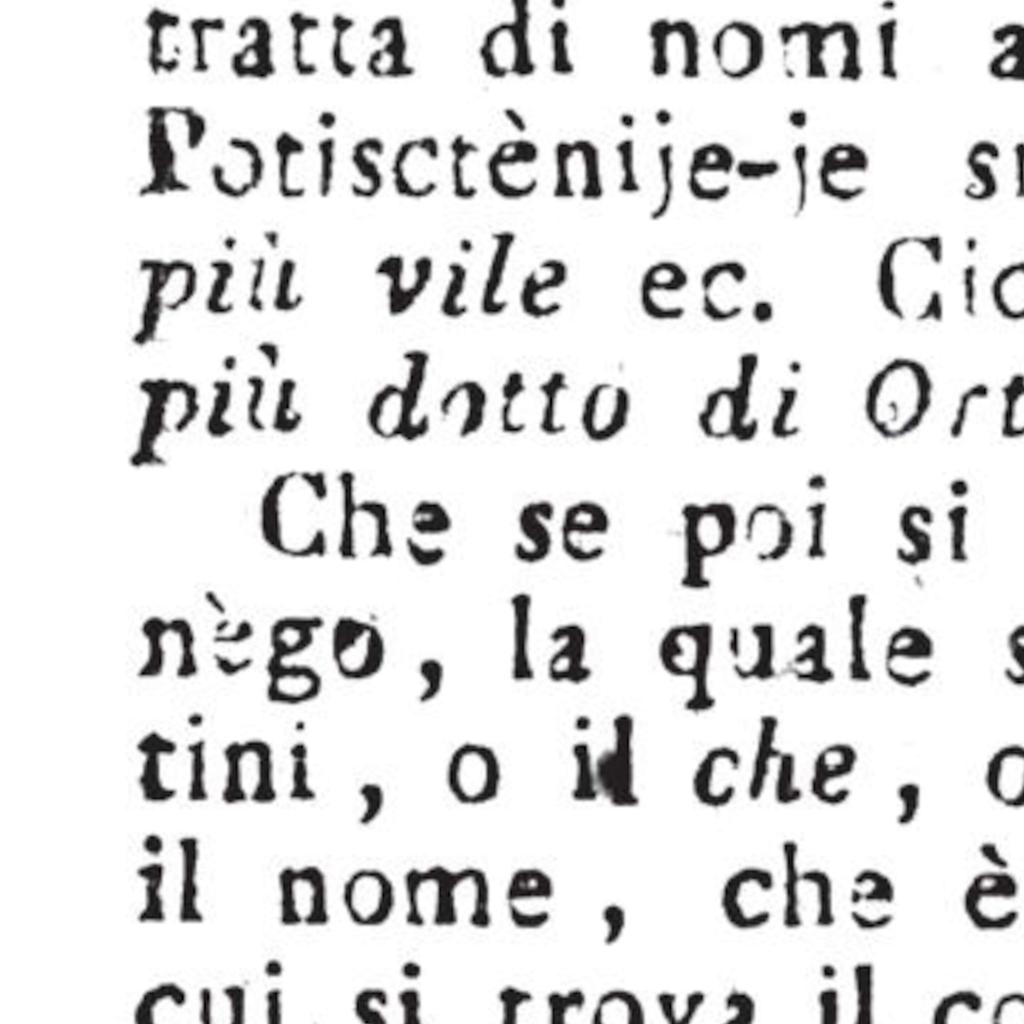 tratta di nomi a
Potisctènije-je
più vile ec. Gio
più dotto di Ort
Che se poi si
nègo, la quale s
tini, o il che, o
il nome, che è
cui si trova il co